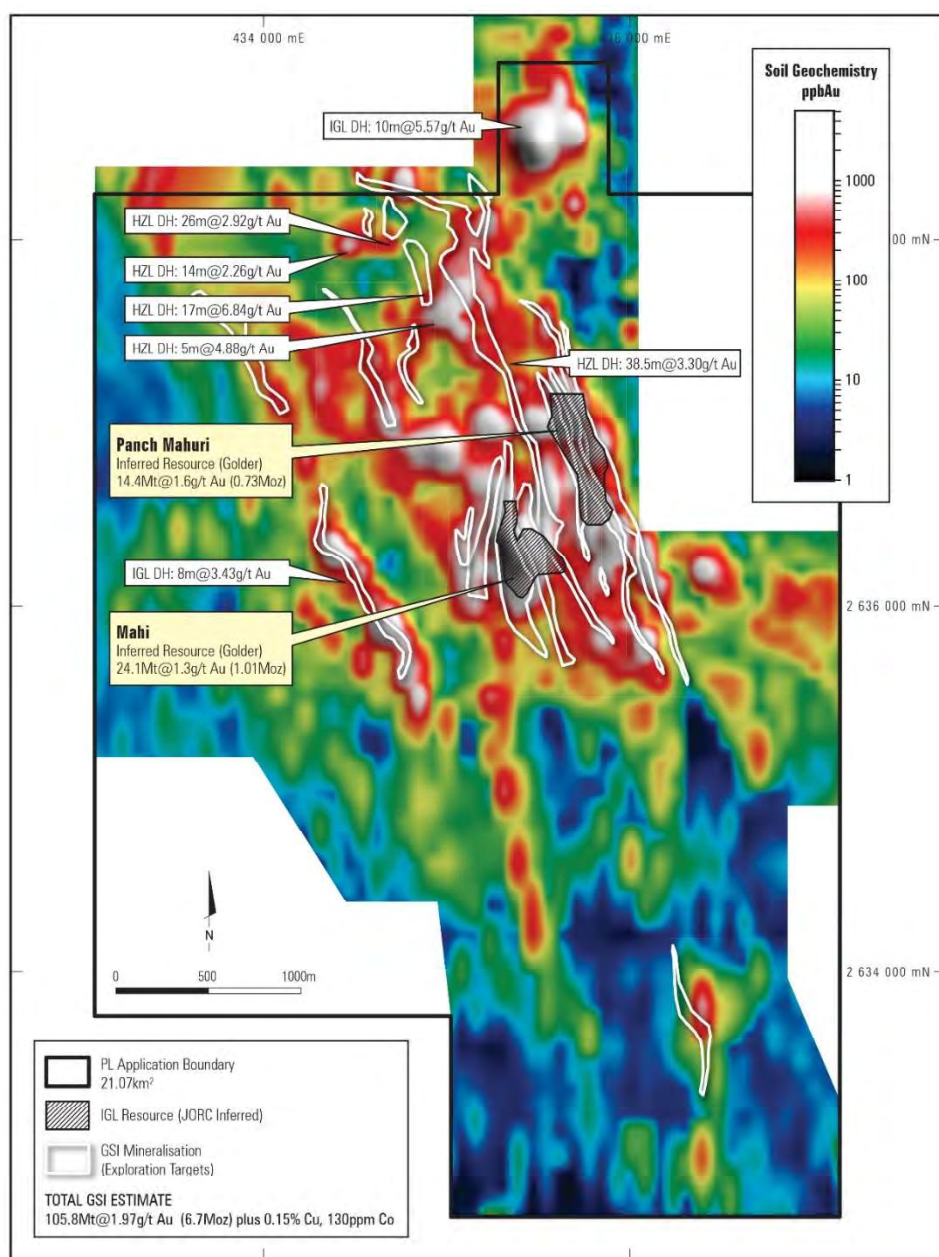 434 000 mE
6 000 mE
Soil Geochemistry
ppbAu
1000
100
10
1
IGL DH: 10m@5.57g/t Au
HZL DH: 26m@2.92g/t Au
00 mN
HZL DH: 14m@2.26g/t Au
HZL DH: 17m@6.84g/t Au
HZL DH: 5m@4.88g/t Au
HZL DH: 38.5m@3.30g/t Au
Panch Mahuri
Inferred Resource (Golder)
14.4Mt@1.6g/t Au (0.73Moz)
IGL DH: 8m@3.43g/t Au
2 636 000 mN
Mahi
Inferred Resource (Golder)
24.1Mt@1.3g/t Au (1.01Moz)
N
0 500 1000m
2 634 000 mN
PL Application Boundary
21.07km²
IGL Resource (JORC Inferred)
GSI Mineralisation
(Exploration Targets)
TOTAL GSI ESTIMATE
105.8Mt@1.97g/t Au (6.7Moz) plus 0.15% Cu, 130ppm Co